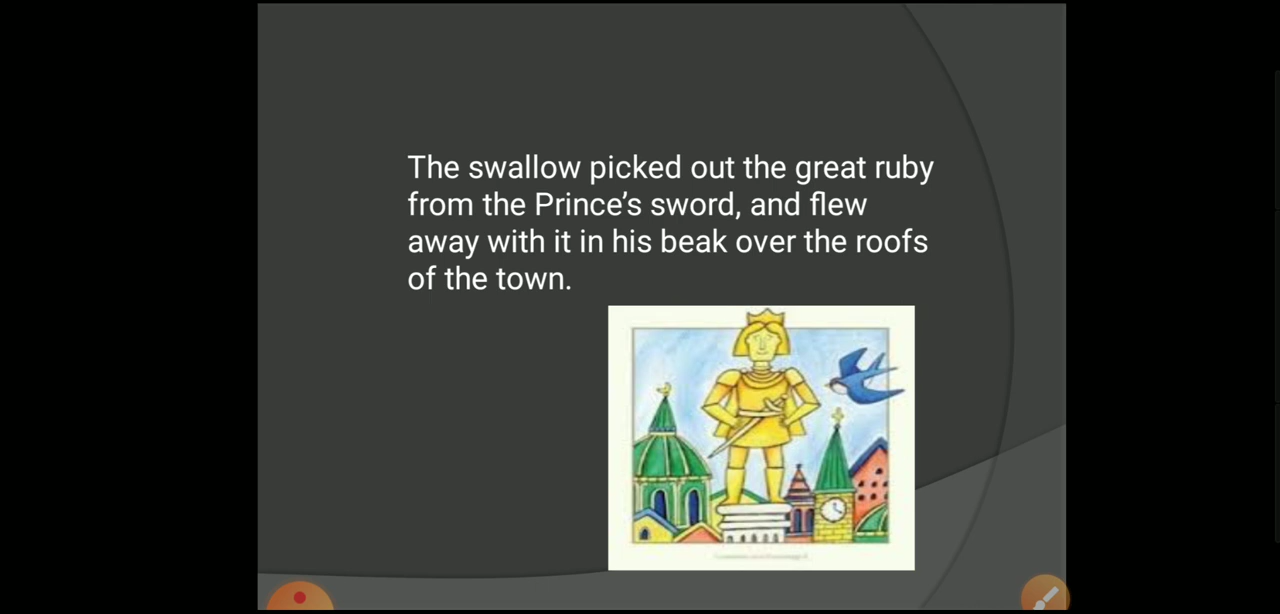 The swallow picked out the great ruby
from the Prince’s sword, and flew
away with it in his beak over the roofs
of the town.